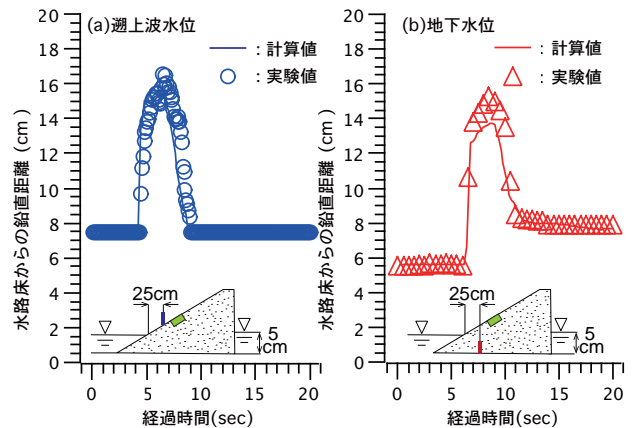 (a)遡上波水位
：計算値
：実験値
水路床からの鉛直距離 (cm)
20
18
16
14
12
10
8
6
4
2
0
25cm
5
cm
0
5
10
15
20
経過時間(sec)
(b)地下水位
：計算値
：実験値
水路床からの鉛直距離 (cm)
20
18
16
14
12
10
8
6
4
2
0
25cm
5
cm
0
5
10
15
20
経過時間(sec)